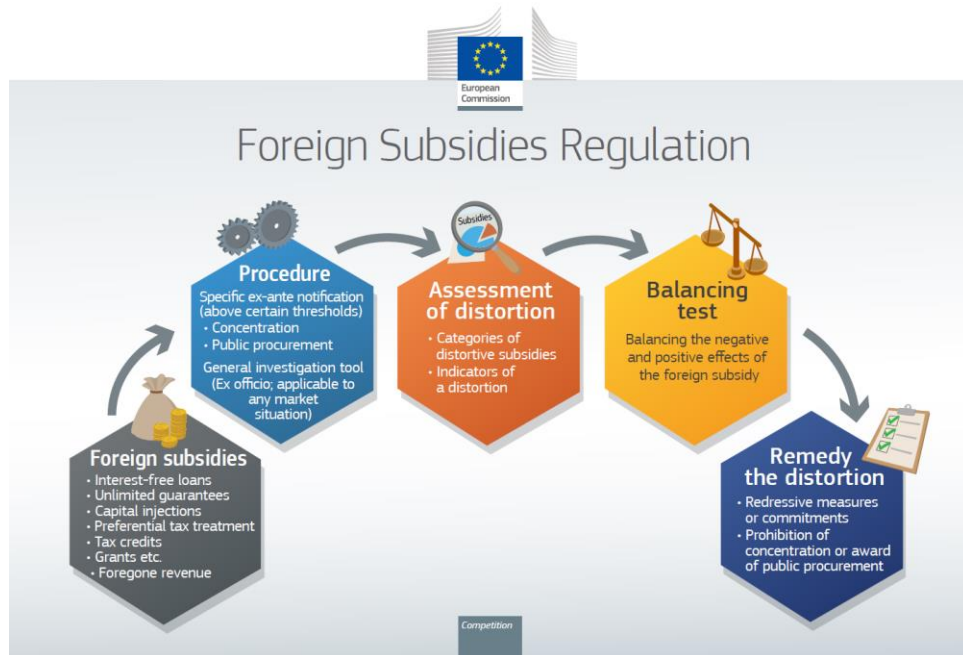 European
Commission
Foreign Subsidies Regulation
Foreign subsidies
• Interest-free loans
• Unlimited guarantees
• Capital injections
• Preferential tax treatment
• Tax credits
• Grants etc.
• Foregone revenue
Procedure
Specific ex-ante notification
(above certain thresholds)
• Concentration
• Public procurement
General investigation tool
(Ex officio; applicable to
any market
situation)
Subsidies
Assessment
of distortion
• Categories of
distortive subsidies
• Indicators of
a distortion
Balancing
test
Balancing the negative
and positive effects of
the foreign subsidy
Remedy
the distortion
• Redressive measures
or commitments
• Prohibition of
concentration or award
of public procurement
Competition